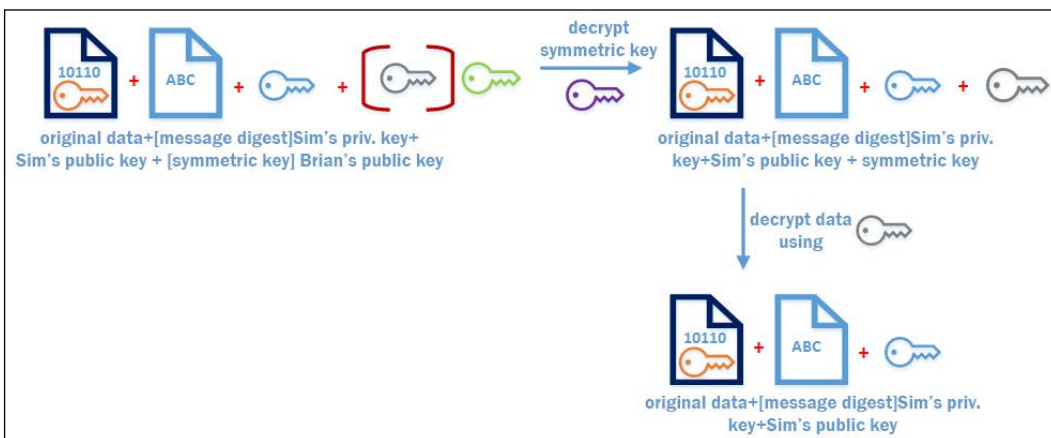 10110
+
ABC
+
+
original data+[message digest]Sim's priv. key+
Sim's public key + [symmetric key] Brian's public key
decrypt
symmetric key
10110
+
ABC
+
+
original data+[message digest]Sim's priv.
key+Sim's public key + symmetric key
decrypt data
using
10110
+
ABC
+
original data+[message digest]Sim's priv.
key+Sim's public key